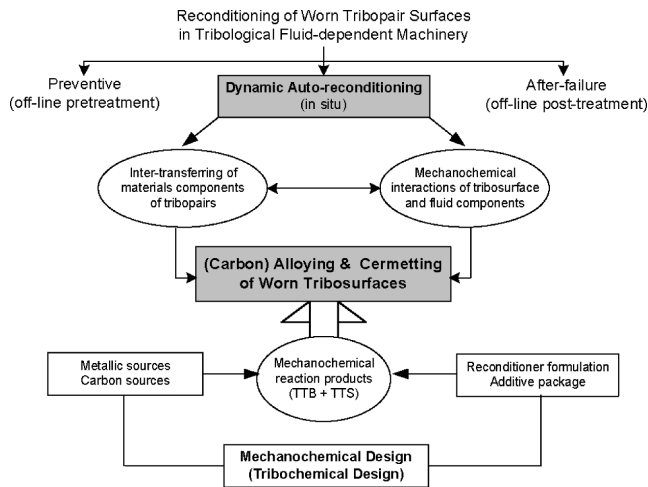 Reconditioning of Worn Tribopair Surfaces
in Tribological Fluid-dependent Machinery
Preventive
(off-line pretreatment)
Dynamic Auto-reconditioning
(in situ)
After-failure
(off-line post-treatment)
Inter-transferring of
materials components
of tribopairs
Mechanochemical
interactions of tribosurface
and fluid components
(Carbon) Alloying & Cermetting
of Worn Tribosurfaces
Metallic sources
Carbon sources
Mechanochemical
reaction products
(TTB + TTS)
Reconditioner formulation
Additive package
Mechanochemical Design
(Tribochemical Design)